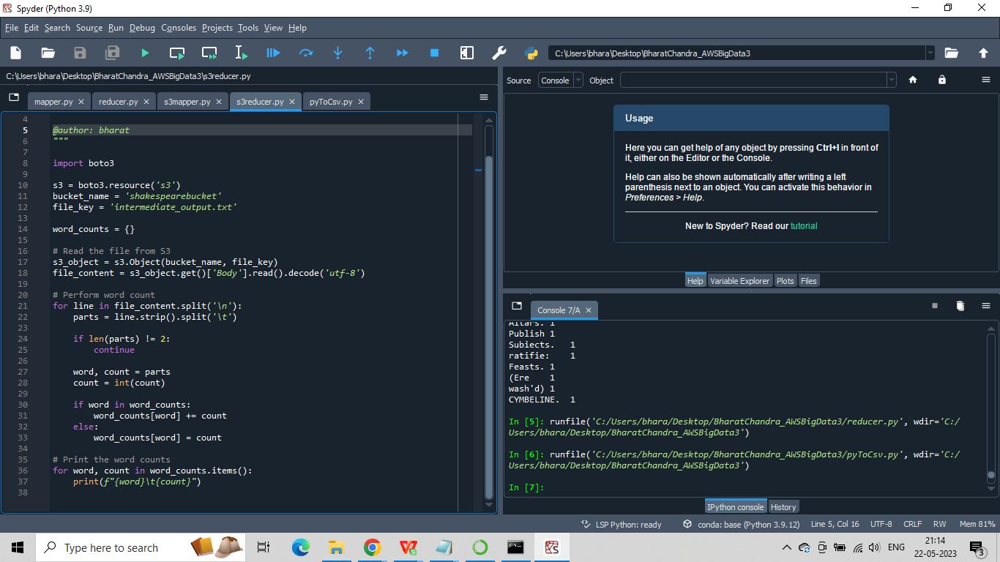 Spyder (Python 3.9)
File Edit Search Source Run Debug Consoles Projects Tools View Help
C:\Users\bhara\Desktop\BharatChandra_AWSBigData3
C:\Users\bhara\Desktop\BharatChandra_AWSBigData3\s3reducer.py
mapper.py reducer.py s3mapper.py s3reducer.py pyToCsv.py
4
5 @author: bharat
6 """
7
8 import boto3
9
10 s3 = boto3.resource('s3')
11 bucket_name = 'shakespearebucket'
12 file_key = 'intermediate_output.txt'
13
14 word_counts = {}
15
16 # Read the file from S3
17 s3_object = s3.Object(bucket_name, file_key)
18 file_content = s3_object.get()['Body'].read().decode('utf-8')
19
20 # Perform word count
21 for line in file_content.split('\n'):
22     parts = line.strip().split('\t')
23
24     if len(parts) != 2:
25         continue
26
27     word, count = parts
28     count = int(count)
29
30     if word in word_counts:
31         word_counts[word] += count
32     else:
33         word_counts[word] = count
34
35 # Print the word counts
36 for word, count in word_counts.items():
37     print(f"{word}\t{count}")
38
Source Console Object
Usage
Here you can get help of any object by pressing Ctrl+I in front of
it, either on the Editor or the Console.
Help can also be shown automatically after writing a left
parenthesis next to an object. You can activate this behavior in
Preferences > Help.
New to Spyder? Read our tutorial
Help Variable Explorer Plots Files
Console 7/A
Altars. 1
Publish 1
Subiects. 1
ratifie: 1
Feasts. 1
(Ere 1
wash'd) 1
CYMBELINE. 1
In [5]: runfile('C:/Users/bhara/Desktop/BharatChandra_AWSBigData3/reducer.py', wdir='C:/
Users/bhara/Desktop/BharatChandra_AWSBigData3')
In [6]: runfile('C:/Users/bhara/Desktop/BharatChandra_AWSBigData3/pyToCsv.py', wdir='C:/
Users/bhara/Desktop/BharatChandra_AWSBigData3')
In [7]:
IPython console History
LSP Python: ready conda: base (Python 3.9.12) Line 5, Col 16 UTF-8 CRLF RW Mem 81%
Type here to search
ENG
21:14
22-05-2023
3